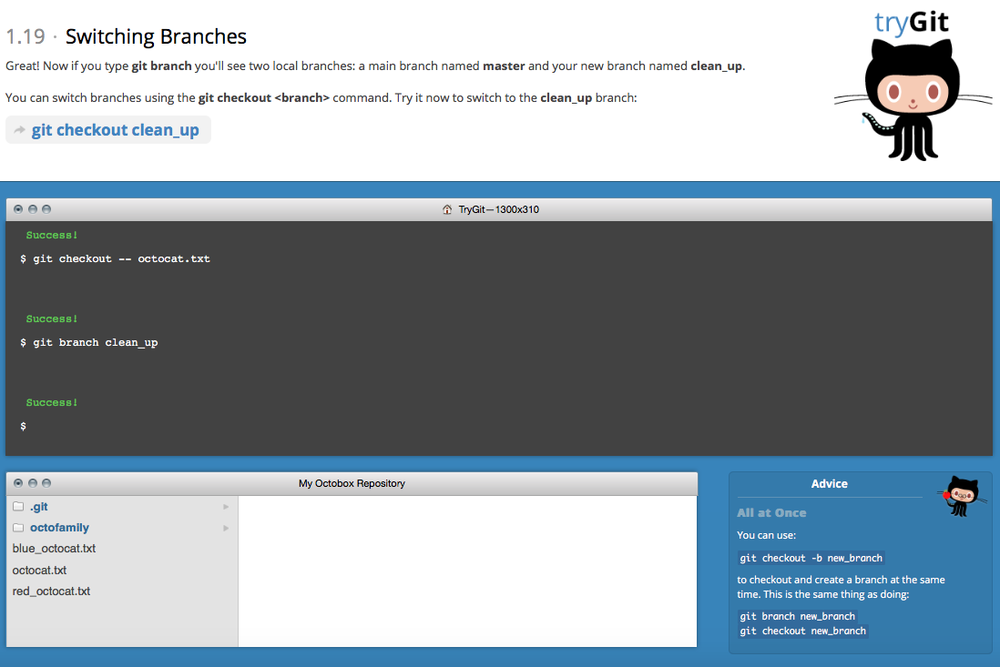 tryGit
1.19 · Switching Branches
Great! Now if you type git branch you'll see two local branches: a main branch named master and your new branch named clean_up.
You can switch branches using the git checkout <branch> command. Try it now to switch to the clean_up branch:
git checkout clean_up
TryGit—1300x310
Success!
$ git checkout -- octocat.txt
Success!
$ git branch clean_up
Success!
$
My Octobox Repository
.git
octofamily
blue_octocat.txt
octocat.txt
red_octocat.txt
Advice
All at Once
You can use:
git checkout -b new_branch
to checkout and create a branch at the same
time. This is the same thing as doing:
git branch new_branch
git checkout new_branch